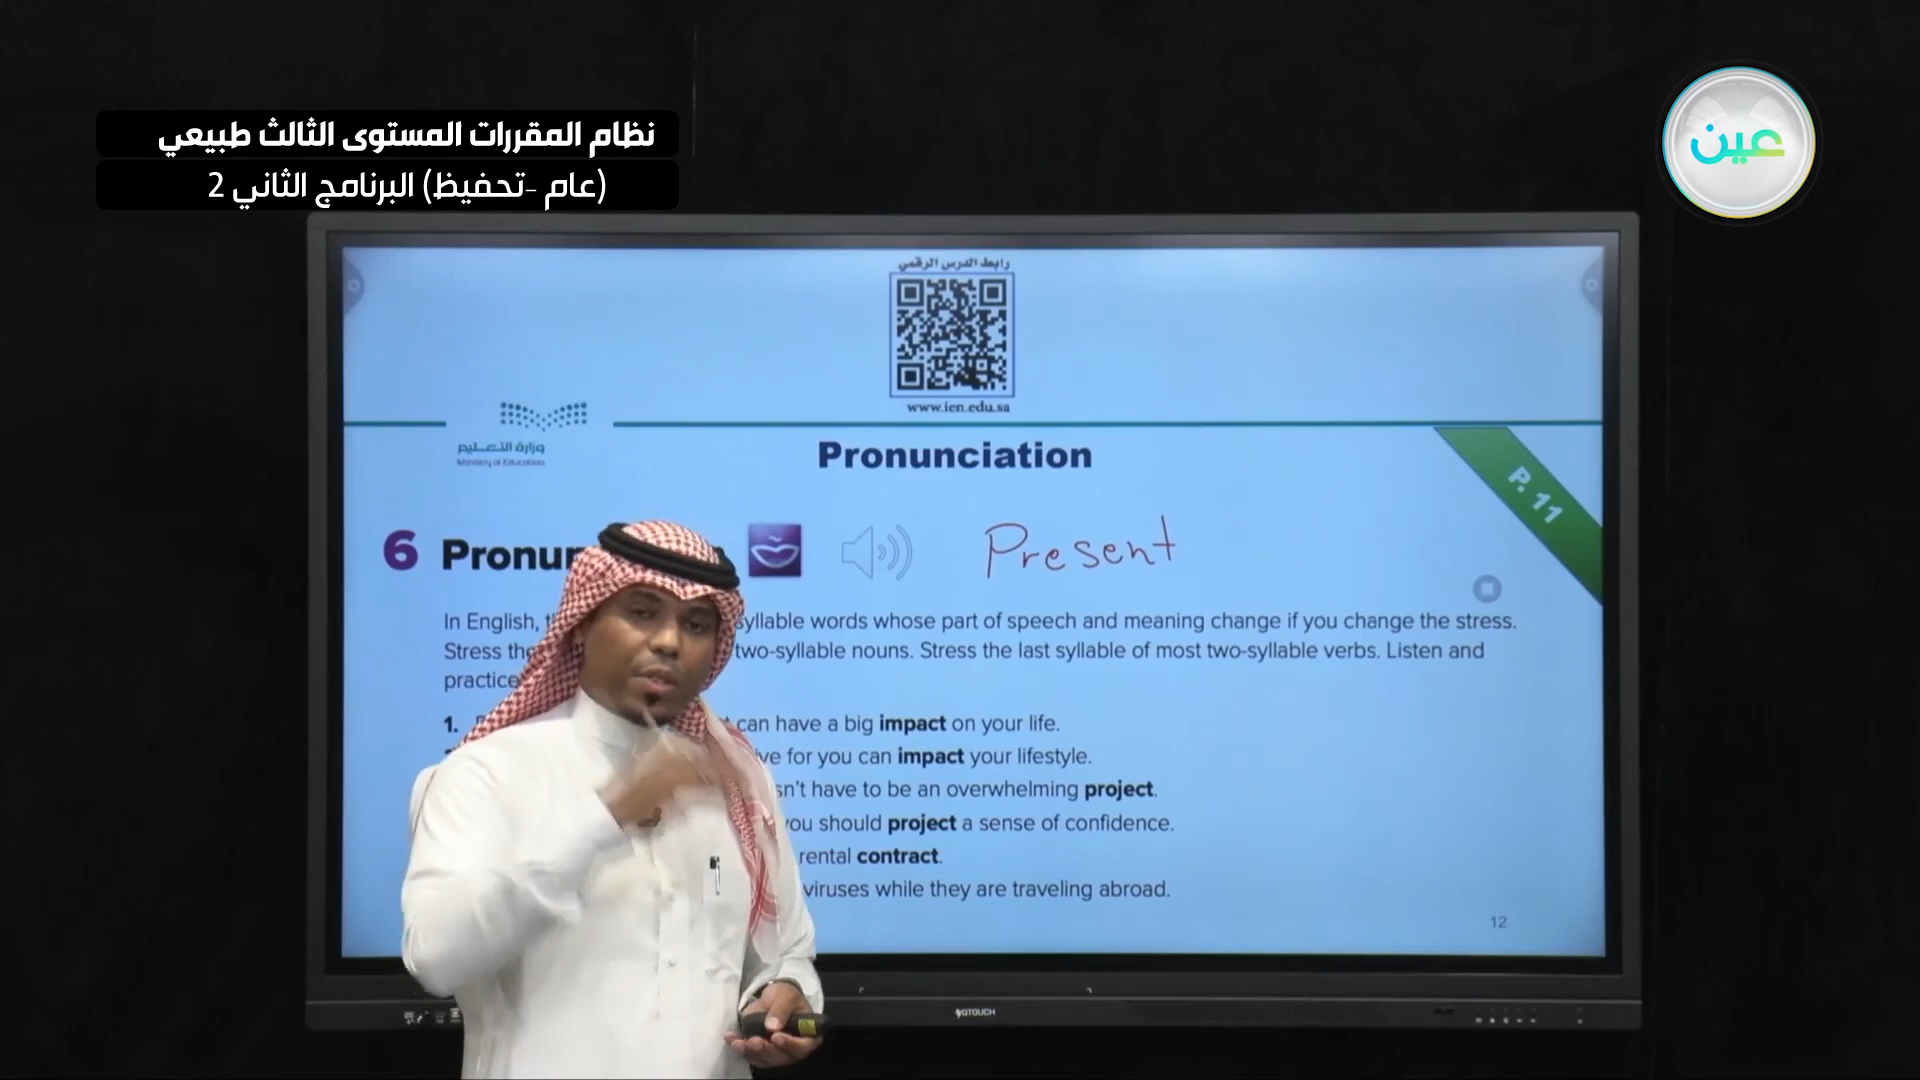 نظام المقررات المستوى الثالث طبيعي
(عام -تحفيظ) البرنامج الثاني 2
عين
رابط الدرس الرقمي
www.ien.edu.sa
وزارة التعليم
Ministry of Education
Pronunciation
P. 11
6 Pronun
Present
In English, syllable words whose part of speech and meaning change if you change the stress.
Stress the two-syllable nouns. Stress the last syllable of most two-syllable verbs. Listen and
practice
1. can have a big impact on your life.
for you can impact your lifestyle.
sn't have to be an overwhelming project.
you should project a sense of confidence.
rental contract.
viruses while they are traveling abroad.
12
QTOUCH